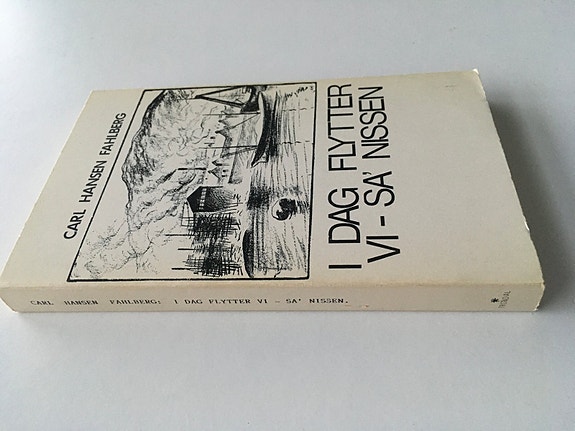 CARL HANSEN FAHLBERG
I DAG FLYTTER
VI - SA' NISSEN
CARL HANSEN FAHLBERG: I DAG FLYTTER VI - SA' NISSEN.